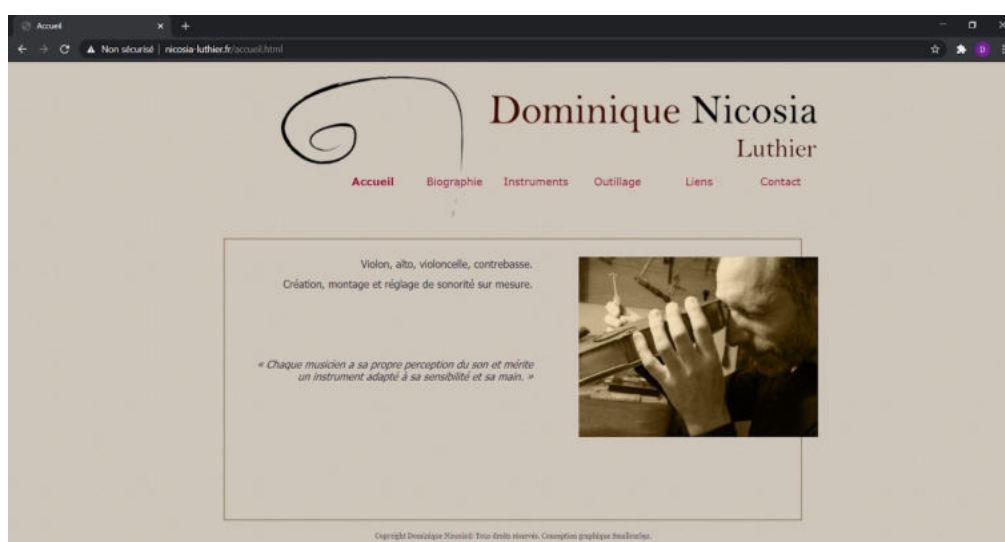 Accueil
Non sécurisé | nicosia-luthier.fr/accueil.html
D
Dominique Nicosia
Luthier
Accueil Biographie Instruments Outillage Liens Contact
Violon, alto, violoncelle, contrebasse.
Création, montage et réglage de sonorité sur mesure.
« Chaque musicien a sa propre perception du son et mérite
un instrument adapté à sa sensibilité et sa main. »
Copyright Dominique Tous droits réservés. Conception graphique